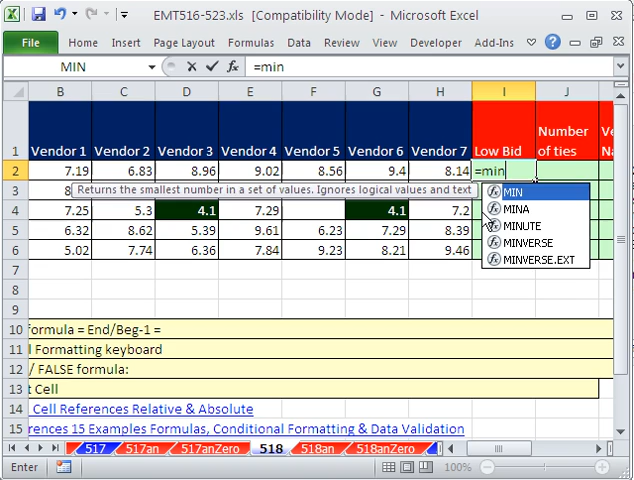 EMT516-523.xls [Compatibility Mode] - Microsoft Excel
File Home Insert Page Layout Formulas Data Review View Developer Add-Ins
MIN =min
B C D E F G H I J
1 Vendor 1 Vendor 2 Vendor 3 Vendor 4 Vendor 5 Vendor 6 Vendor 7 Low Bid Number of ties
2 7.19 6.83 8.96 9.02 8.56 9.4 8.14 =min
3 8
Returns the smallest number in a set of values. Ignores logical values and text
MIN
MINA
MINUTE
MINVERSE
MINVERSE.EXT
4 7.25 5.3 4.1 7.29 4.1 7.2
5 6.32 8.62 5.39 9.61 6.23 7.29 8.39
6 5.02 7.74 6.36 7.84 9.23 8.21 9.46
7
8
9
10 formula = End/Beg-1 =
11 l Formatting keyboard
12 / FALSE formula:
13 t Cell
14 Cell References Relative & Absolute
15 rences 15 Examples Formulas, Conditional Formatting & Data Validation
517 517an 517anZero 518 518an 518anZero
Enter 100%